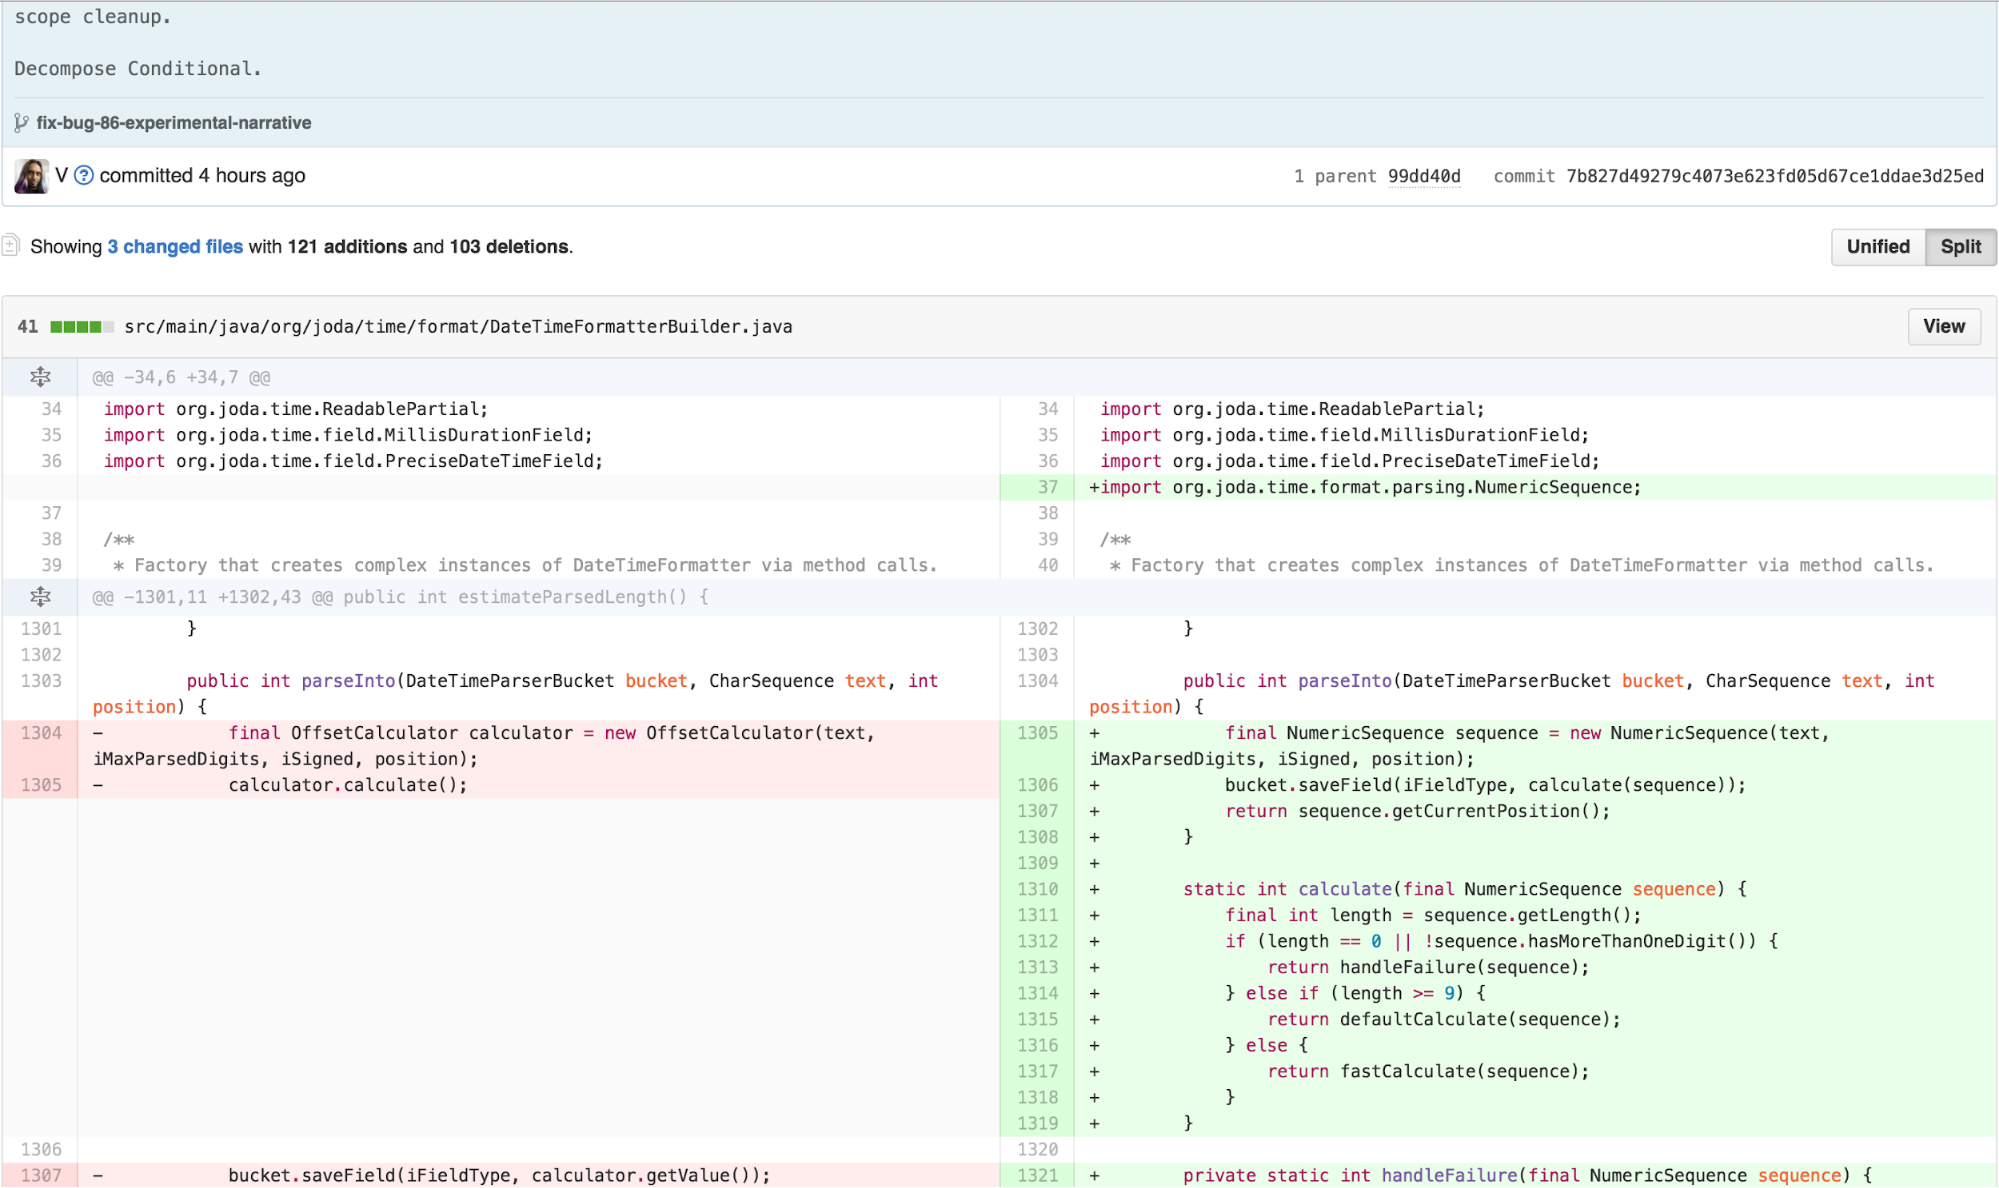 scope cleanup.
Decompose Conditional.
fix-bug-86-experimental-narrative
V ? committed 4 hours ago
1 parent 99dd40d commit 7b827d49279c4073e623fd05d67ce1ddae3d25ed
Showing 3 changed files with 121 additions and 103 deletions.
Unified Split
41 src/main/java/org/joda/time/format/DateTimeFormatterBuilder.java
View
@@ -34,6 +34,7 @@
34 import org.joda.time.ReadablePartial;
35 import org.joda.time.field.MillisDurationField;
36 import org.joda.time.field.PreciseDateTimeField;
37
38 /**
39 * Factory that creates complex instances of DateTimeFormatter via method calls.
34 import org.joda.time.ReadablePartial;
35 import org.joda.time.field.MillisDurationField;
36 import org.joda.time.field.PreciseDateTimeField;
37 +import org.joda.time.format.parsing.NumericSequence;
38
39 /**
40 * Factory that creates complex instances of DateTimeFormatter via method calls.
@@ -1301,11 +1302,43 @@ public int estimateParsedLength() {
1301 }
1302
1303 public int parseInto(DateTimeParserBucket bucket, CharSequence text, int
position) {
1304 - final OffsetCalculator calculator = new OffsetCalculator(text,
iMaxParsedDigits, iSigned, position);
1305 - calculator.calculate();
1306
1307 - bucket.saveField(iFieldType, calculator.getValue());
1302 }
1303
1304 public int parseInto(DateTimeParserBucket bucket, CharSequence text, int
position) {
1305 + final NumericSequence sequence = new NumericSequence(text,
iMaxParsedDigits, iSigned, position);
1306 + bucket.saveField(iFieldType, calculate(sequence));
1307 + return sequence.getCurrentPosition();
1308 + }
1309 +
1310 + static int calculate(final NumericSequence sequence) {
1311 + final int length = sequence.getLength();
1312 + if (length == 0 || !sequence.hasMoreThanOneDigit()) {
1313 + return handleFailure(sequence);
1314 + } else if (length >= 9) {
1315 + return defaultCalculate(sequence);
1316 + } else {
1317 + return fastCalculate(sequence);
1318 + }
1319 + }
1320
1321 + private static int handleFailure(final NumericSequence sequence) {